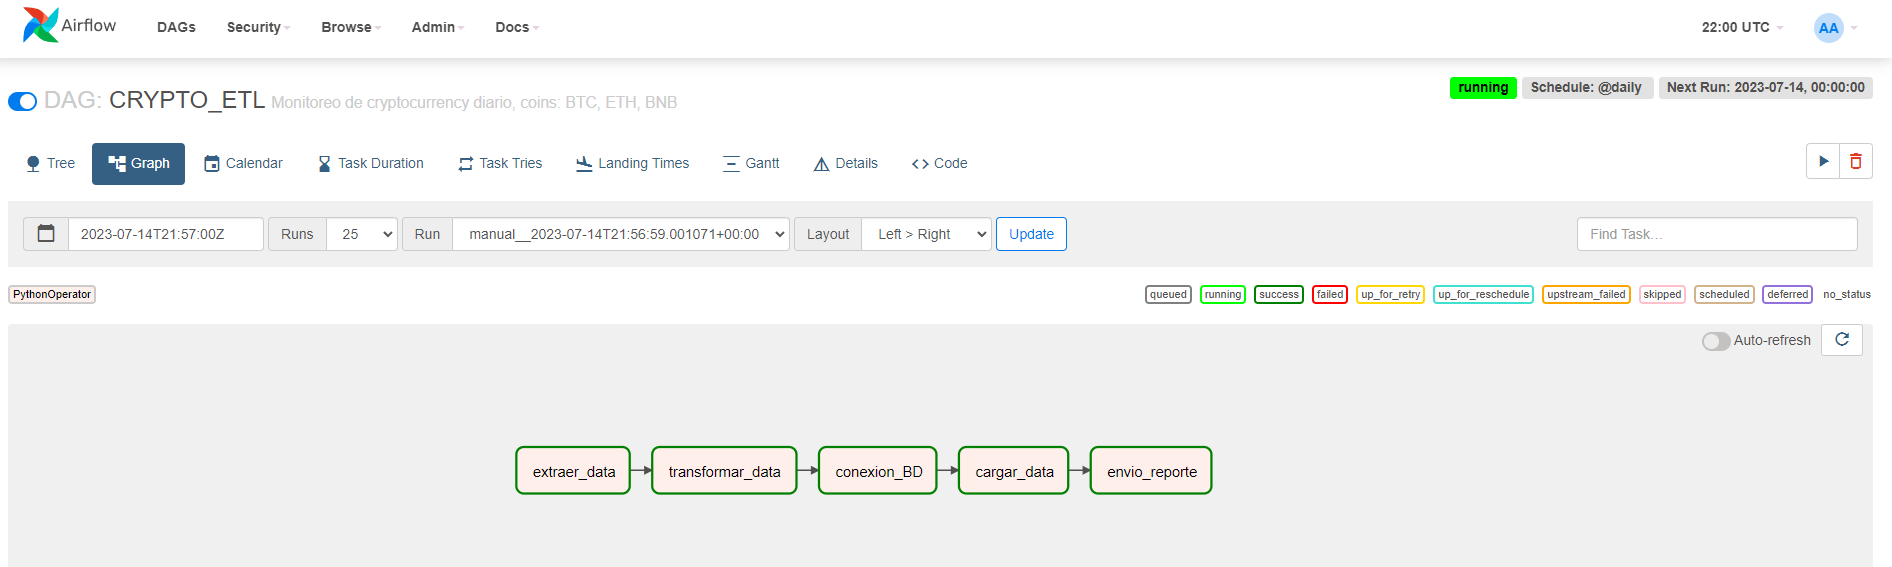 Airflow DAGs Security Browse Admin Docs 22:00 UTC AA
DAG: CRYPTO_ETL Monitoreo de cryptocurrency diario, coins: BTC, ETH, BNB
running Schedule: @daily Next Run: 2023-07-14, 00:00:00
Tree Graph Calendar Task Duration Task Tries Landing Times Gantt Details Code
2023-07-14T21:57:00Z Runs 25 Run manual__2023-07-14T21:56:59.001071+00:00 Layout Left > Right Update Find Task...
PythonOperator queued running success failed up_for_retry up_for_reschedule upstream_failed skipped scheduled deferred no_status
Auto-refresh
extraer_data transformar_data conexion_BD cargar_data envio_reporte